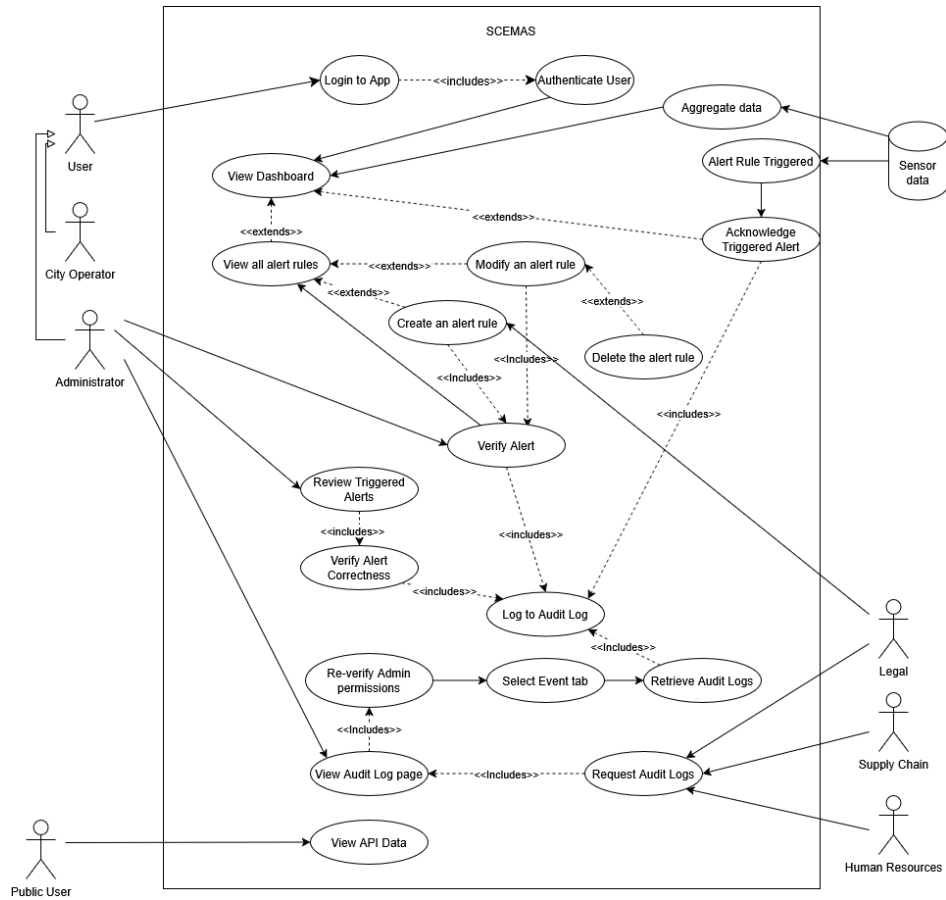 SCEMAS
Login to App
<<includes>>
Authenticate User
User
Aggregate data
Sensor
data
Alert Rule Triggered
View Dashboard
<<extends>>
Acknowledge
Triggered Alert
City Operator
<<extends>>
View all alert rules
<<extends>>
Modify an alert rule
<<extends>>
Create an alert rule
<<extends>>
Delete the alert rule
Administrator
<<Includes>>
<<Includes>>
<<includes>>
Verify Alert
Review Triggered
Alerts
<<includes>>
<<includes>>
Verify Alert
Correctness
<<includes>>
Log to Audit Log
<<Includes>>
Legal
Re-verify Admin
permissions
Select Event tab
Retrieve Audit Logs
<<Includes>>
Supply Chain
View Audit Log page
<<Includes>>
Request Audit Logs
View API Data
Public User
Human Resources